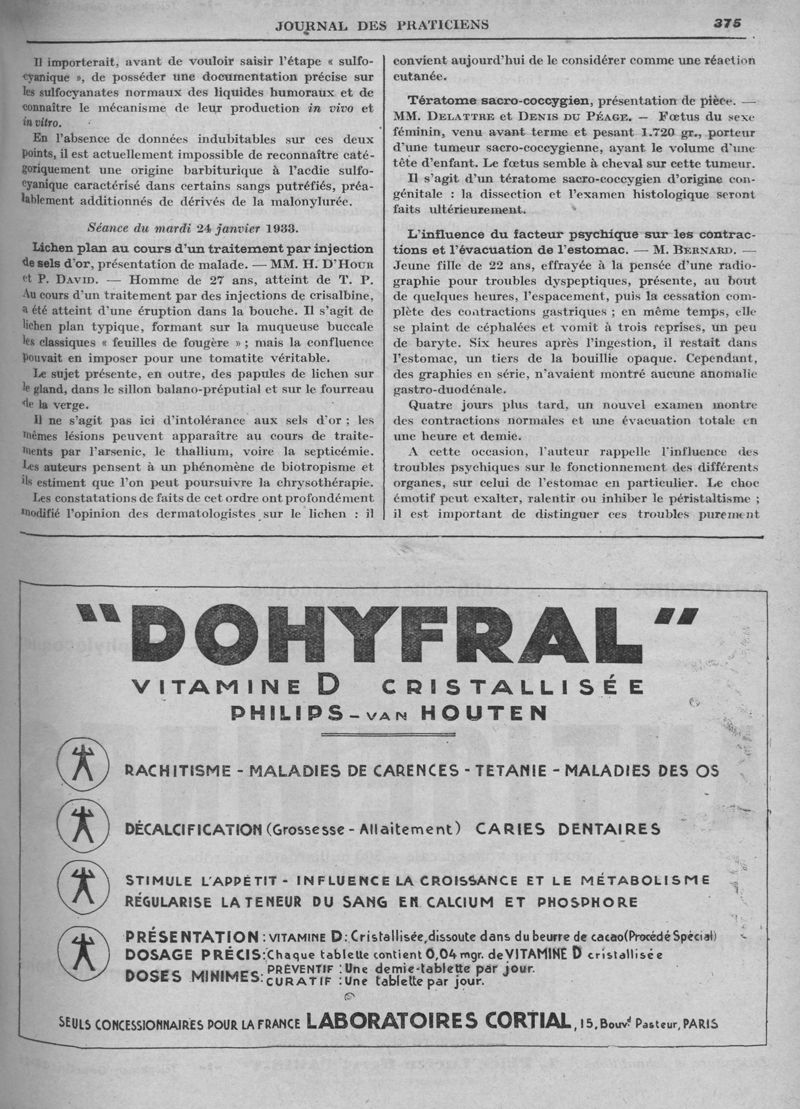 JOURNAL DES PRATICIENS
375
Il importerait, avant de vouloir saisir l'étape « sulfo-
cyanique », de posséder une documentation précise sur
les sulfocyanates normaux des liquides humoraux et de
connaître le mécanisme de leur production in vivo et
in vitro.
En l'absence de données indubitables sur ces deux
points, il est actuellement impossible de reconnaître caté-
goriquement une origine barbiturique à l'acdie sulfo-
cyanique caractérisé dans certains sangs putréfiés, préa-
lablement additionnés de dérivés de la malonylurée.
Séance du mardi 24 janvier 1933.
Lichen plan au cours d'un traitement par injection
de sels d'or, présentation de malade. — MM. H. D'HOUR
et P. DAVID. — Homme de 27 ans, atteint de T. P.
Au cours d'un traitement par des injections de crisalbine,
a été atteint d'une éruption dans la bouche. Il s'agit de
lichen plan typique, formant sur la muqueuse buccale
les classiques « feuilles de fougère » ; mais la confluence
pouvait en imposer pour une tomatite véritable.
Le sujet présente, en outre, des papules de lichen sur
le gland, dans le sillon balano-préputial et sur le fourreau
de la verge.
Il ne s'agit pas ici d'intolérance aux sels d'or ; les
mêmes lésions peuvent apparaître au cours de traite-
ments par l'arsenic, le thallium, voire la septicémie.
Les auteurs pensent à un phénomène de biotropisme et
ils estiment que l'on peut poursuivre la chrysothérapie.
Les constatations de faits de cet ordre ont profondément
modifié l'opinion des dermatologistes sur le lichen : il
convient aujourd'hui de le considérer comme une réaction
cutanée.
Tératome sacro-coccygien, présentation de pièce. —
MM. DELATTRE et DENIS DU PÉAGE. — Fœtus du sexe
féminin, venu avant terme et pesant 1.720 gr., porteur
d'une tumeur sacro-coccygienne, ayant le volume d'une
tête d'enfant. Le fœtus semble à cheval sur cette tumeur.
Il s'agit d'un tératome sacro-coccygien d'origine con-
génitale : la dissection et l'examen histologique seront
faits ultérieurement.
L'influence du facteur psychique sur les contrac-
tions et l'évacuation de l'estomac. — M. BERNARD. —
Jeune fille de 22 ans, effrayée à la pensée d'une radio-
graphie pour troubles dyspeptiques, présente, au bout
de quelques heures, l'espacement, puis la cessation com-
plète des contractions gastriques ; en même temps, elle
se plaint de céphalées et vomit à trois reprises, un peu
de baryte. Six heures après l'ingestion, il restait dans
l'estomac, un tiers de la bouillie opaque. Cependant,
des graphies en série, n'avaient montré aucune anomalie
gastro-duodénale.
Quatre jours plus tard, un nouvel examen montre
des contractions normales et une évacuation totale en
une heure et demie.
A cette occasion, l'auteur rappelle l'influence des
troubles psychiques sur le fonctionnement des différents
organes, sur celui de l'estomac en particulier. Le choc
émotif peut exalter, ralentir ou inhiber le péristaltisme ;
il est important de distinguer ces troubles purement
"DOHYFRAL"
VITAMINE D CRISTALLISÉE
PHILIPS - VAN HOUTEN
RACHITISME - MALADIES DE CARENCES - TETANIE - MALADIES DES OS
DÉCALCIFICATION (Grossesse - Allaitement) CARIES DENTAIRES
STIMULE L'APPÉTIT - INFLUENCE LA CROISSANCE ET LE MÉTABOLISME
RÉGULARISE LA TENEUR DU SANG EN CALCIUM ET PHOSPHORE
PRÉSENTATION : VITAMINE D : Cristallisée, dissoute dans du beurre de cacao (Procédé Spécial)
DOSAGE PRÉCIS : Chaque tablette contient 0,04 mgr. de VITAMINE D cristallisée
DOSES MINIMES : PRÉVENTIF : Une demie-tablette par jour.
CURATIF : Une tablette par jour.
SEULS CONCESSIONNAIRES POUR LA FRANCE LABORATOIRES CORTIAL, 15, Bouvd Pasteur, PARIS